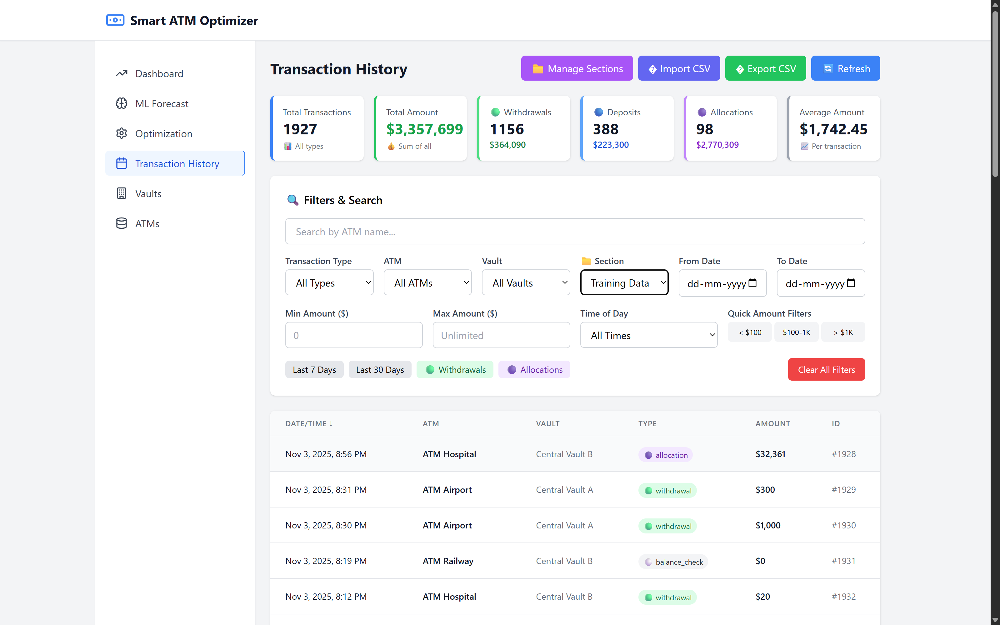 Smart ATM Optimizer
Dashboard
ML Forecast
Optimization
Transaction History
Vaults
ATMs
Transaction History
Manage Sections
� Import CSV
� Export CSV
Refresh
Total Transactions
1927
All types
Total Amount
$3,357,699
Sum of all
Withdrawals
1156
$364,090
Deposits
388
$223,300
Allocations
98
$2,770,309
Average Amount
$1,742.45
Per transaction
Filters & Search
Search by ATM name...
Transaction Type ATM Vault Section From Date To Date
All Types All ATMs All Vaults Training Data dd-mm-yyyy dd-mm-yyyy
Min Amount ($) Max Amount ($) Time of Day Quick Amount Filters
0 Unlimited All Times < $100 $100-1K > $1K
Last 7 Days Last 30 Days Withdrawals Allocations Clear All Filters
DATE/TIME ↓ ATM VAULT TYPE AMOUNT ID
Nov 3, 2025, 8:56 PM ATM Hospital Central Vault B allocation $32,361 #1928
Nov 3, 2025, 8:31 PM ATM Airport Central Vault A withdrawal $300 #1929
Nov 3, 2025, 8:30 PM ATM Airport Central Vault A withdrawal $1,000 #1930
Nov 3, 2025, 8:19 PM ATM Railway Central Vault B balance_check $0 #1931
Nov 3, 2025, 8:12 PM ATM Hospital Central Vault B withdrawal $20 #1932